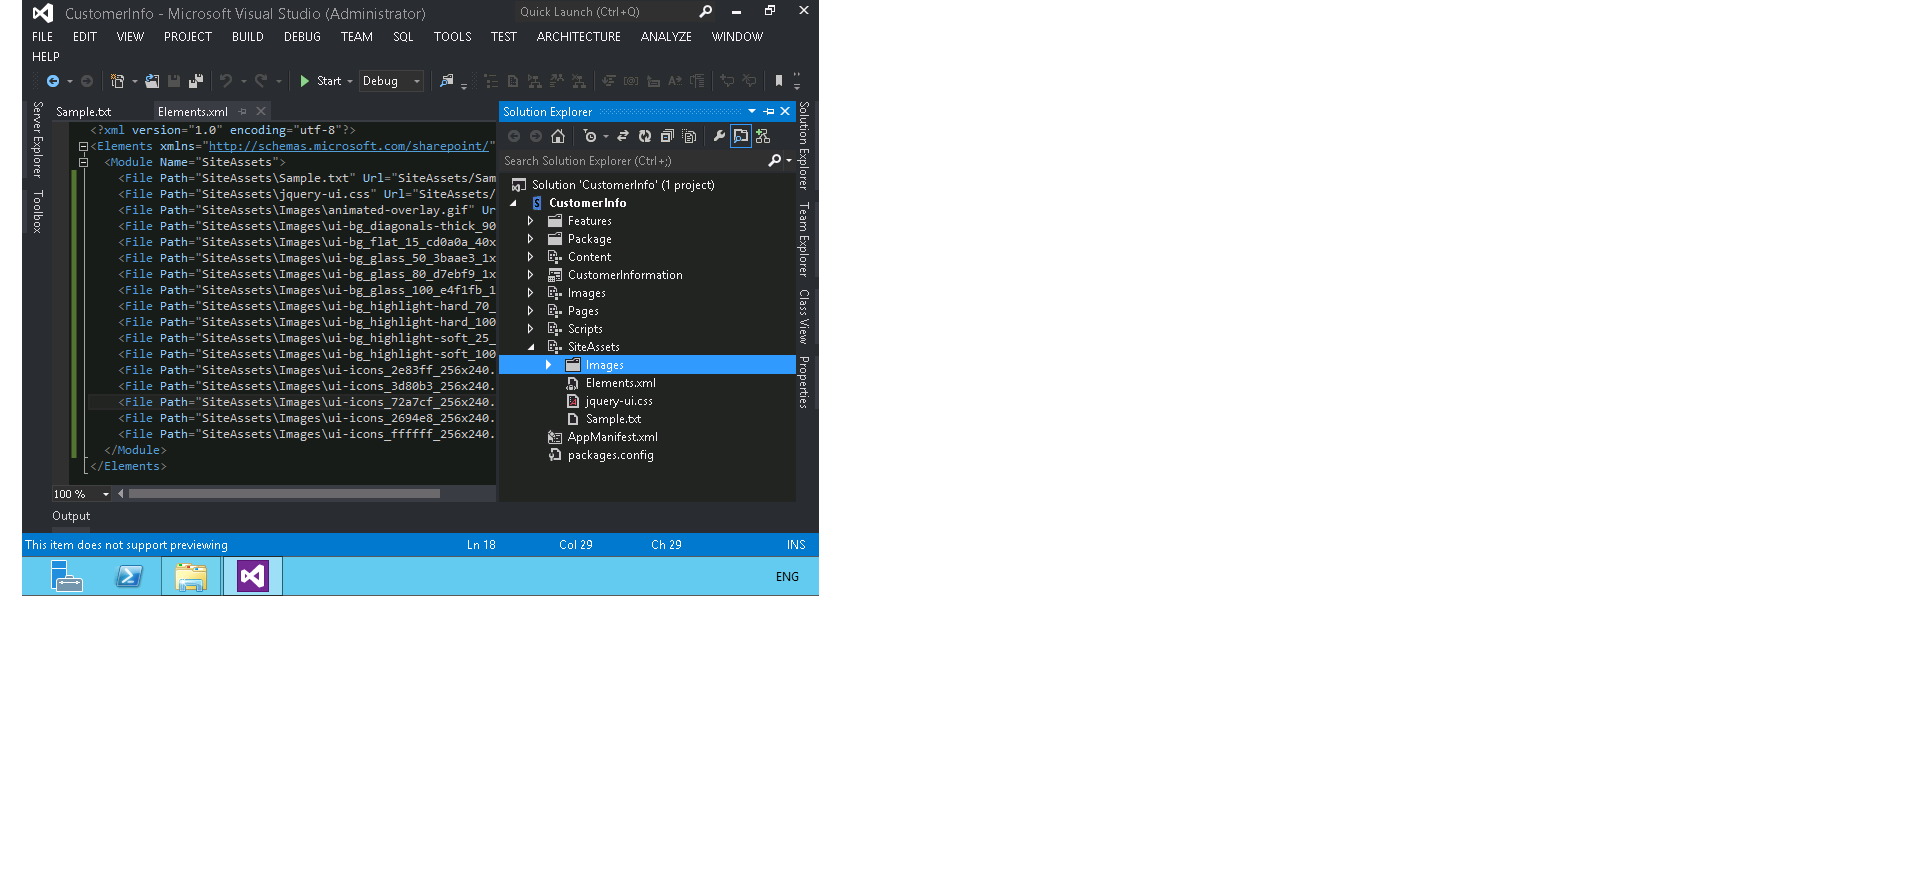 CustomerInfo - Microsoft Visual Studio (Administrator)
Quick Launch (Ctrl+Q)
FILE EDIT VIEW PROJECT BUILD DEBUG TEAM SQL TOOLS TEST ARCHITECTURE ANALYZE WINDOW
HELP
Start Debug
Server Explorer
Toolbox
Sample.txt Elements.xml
<?xml version="1.0" encoding="utf-8"?>
<Elements xmlns="http://schemas.microsoft.com/sharepoint/"
<Module Name="SiteAssets">
<File Path="SiteAssets\Sample.txt" Url="SiteAssets/Sam
<File Path="SiteAssets\jquery-ui.css" Url="SiteAssets/
<File Path="SiteAssets\Images\animated-overlay.gif" Ur
<File Path="SiteAssets\Images\ui-bg_diagonals-thick_90
<File Path="SiteAssets\Images\ui-bg_flat_15_cd0a0a_40x
<File Path="SiteAssets\Images\ui-bg_glass_50_3baae3_1x
<File Path="SiteAssets\Images\ui-bg_glass_80_d7ebf9_1x
<File Path="SiteAssets\Images\ui-bg_glass_100_e4f1fb_1
<File Path="SiteAssets\Images\ui-bg_highlight-hard_70_
<File Path="SiteAssets\Images\ui-bg_highlight-hard_100
<File Path="SiteAssets\Images\ui-bg_highlight-soft_25_
<File Path="SiteAssets\Images\ui-bg_highlight-soft_100
<File Path="SiteAssets\Images\ui-icons_2e83ff_256x240.
<File Path="SiteAssets\Images\ui-icons_3d80b3_256x240.
<File Path="SiteAssets\Images\ui-icons_72a7cf_256x240.
<File Path="SiteAssets\Images\ui-icons_2694e8_256x240.
<File Path="SiteAssets\Images\ui-icons_ffffff_256x240.
</Module>
</Elements>
100 %
Output
Solution Explorer
Search Solution Explorer (Ctrl+;)
Solution 'CustomerInfo' (1 project)
CustomerInfo
Features
Package
Content
CustomerInformation
Images
Pages
Scripts
SiteAssets
Images
Elements.xml
jquery-ui.css
Sample.txt
AppManifest.xml
packages.config
Solution Explorer
Team Explorer
Class View
Properties
This item does not support previewing Ln 18 Col 29 Ch 29 INS
ENG